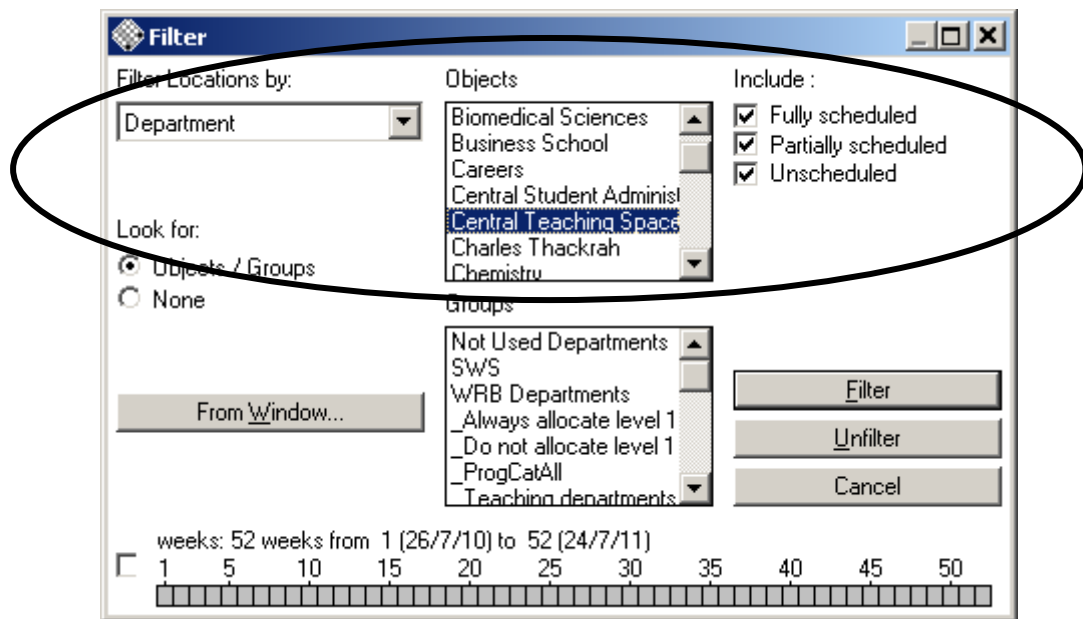 Filter
Filter Locations by:
Department
Look for:
Objects / Groups
None
From Window...
Objects
Biomedical Sciences
Business School
Careers
Central Student Adminis
Central Teaching Space
Charles Thackrah
Chemistry
Groups
Not Used Departments
SWS
WRB Departments
_Always allocate level 1
_Do not allocate level 1
_ProgCatAll
_Teaching departments
Include :
Fully scheduled
Partially scheduled
Unscheduled
Filter
Unfilter
Cancel
weeks: 52 weeks from 1 (26/7/10) to 52 (24/7/11)
1 5 10 15 20 25 30 35 40 45 50